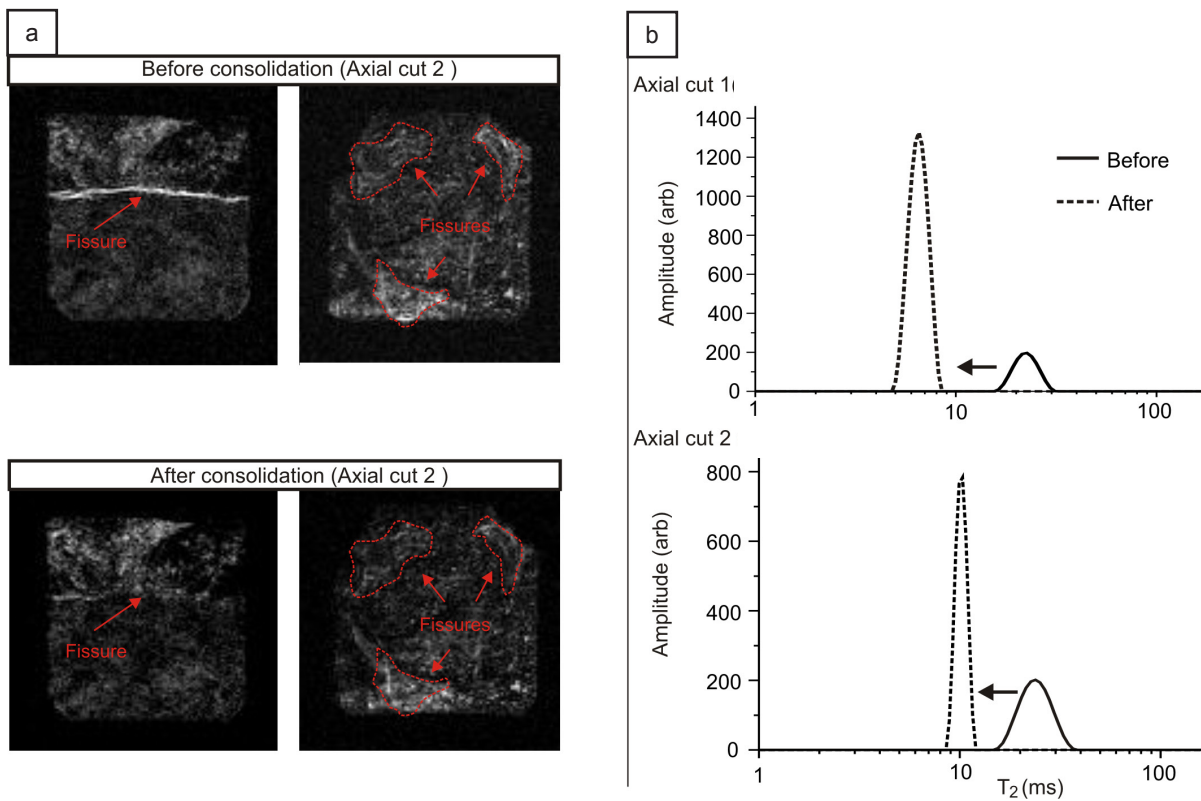 a
Before consolidation (Axial cut 2 )
Fissure
Fissures
After consolidation (Axial cut 2 )
Fissure
Fissures
b
Axial cut 1(
Amplitude (arb)
1400
1200
1000
800
600
400
200
0
1
10
100
Before
After
Axial cut 2
Amplitude (arb)
800
600
400
200
0
1
10
100
T₂ (ms)